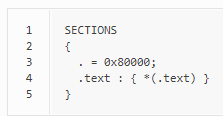 1 SECTIONS
2 {
3   . = 0x80000;
4   .text : { *(.text) }
5 }